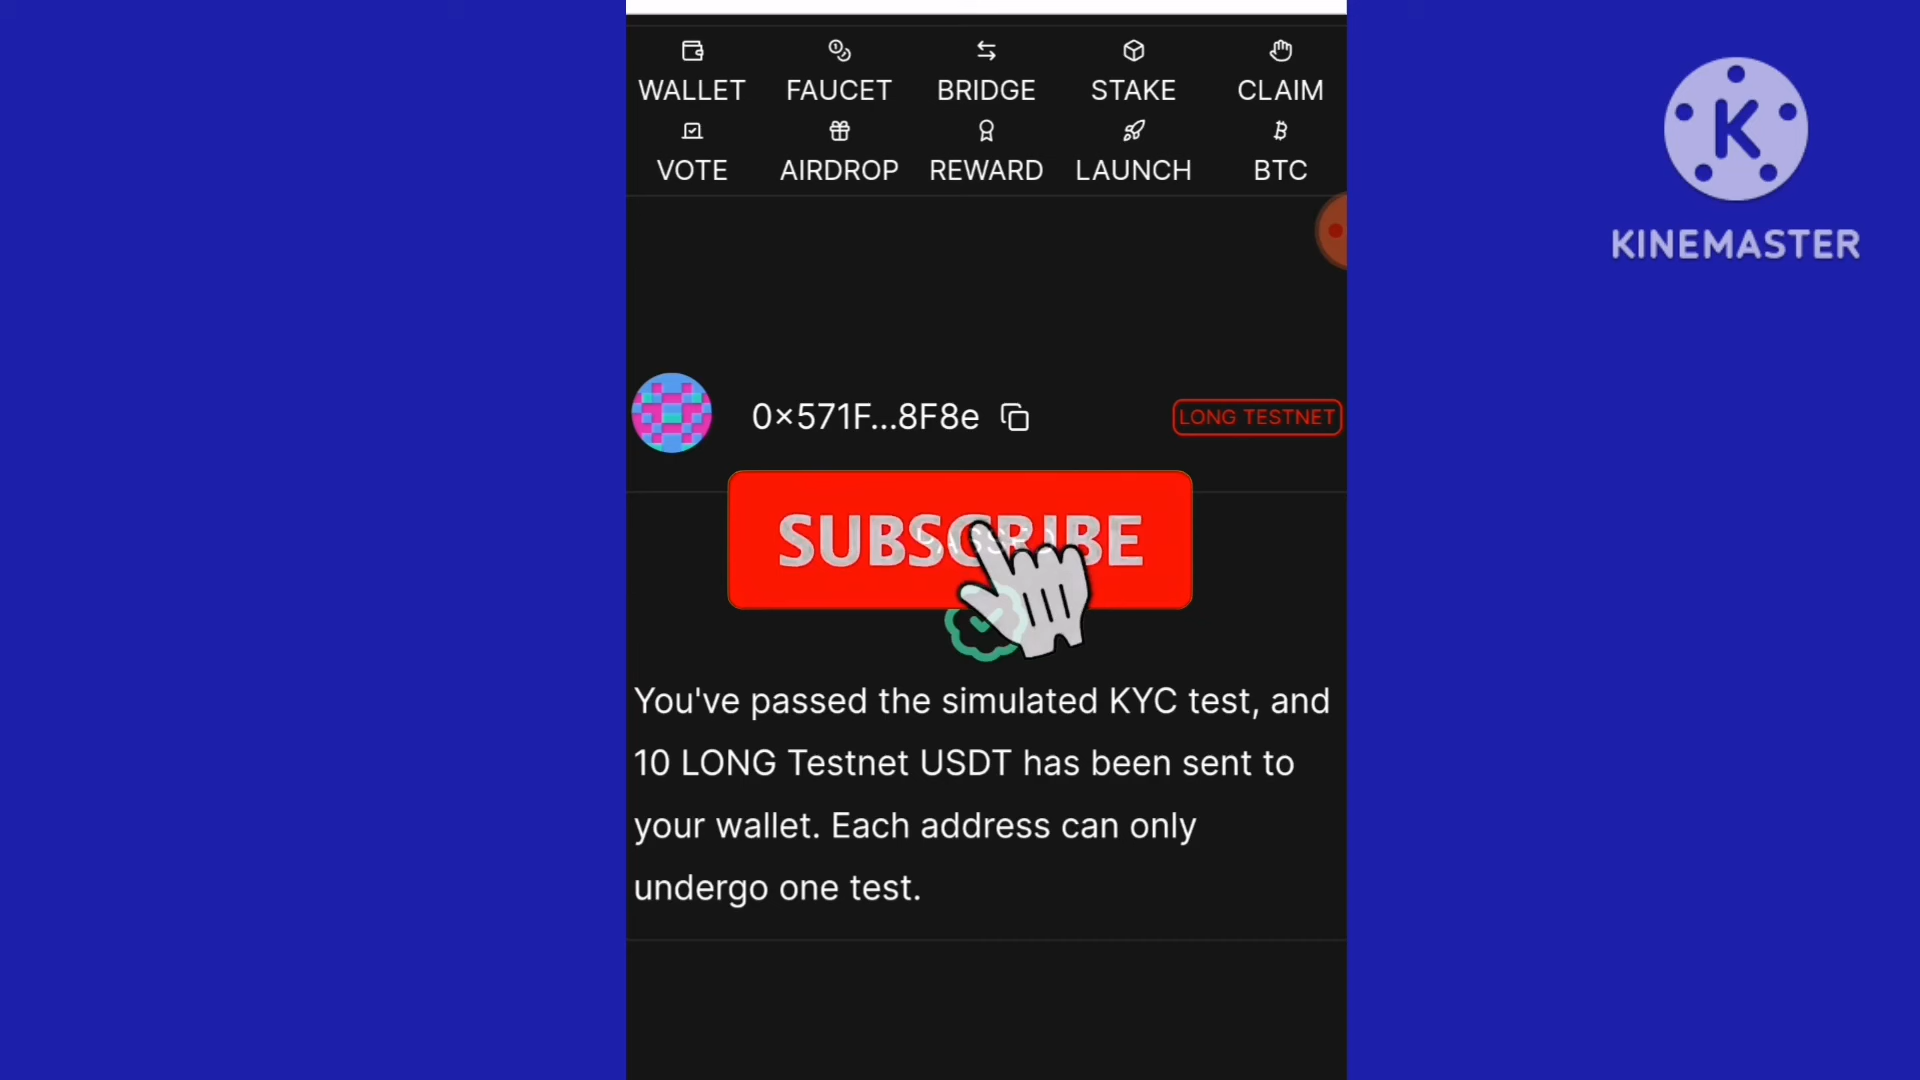 WALLET FAUCET BRIDGE STAKE CLAIM
VOTE AIRDROP REWARD LAUNCH BTC
K
KINEMASTER
0×571F...8F8e
LONG TESTNET
SUBSCRIBE
You've passed the simulated KYC test, and
10 LONG Testnet USDT has been sent to
your wallet. Each address can only
undergo one test.